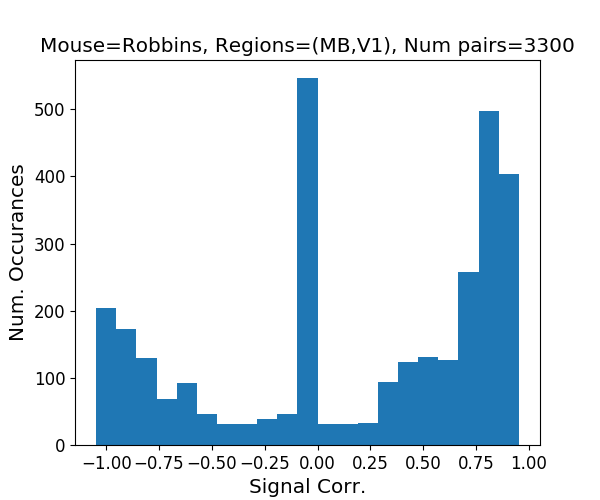 Mouse=Robbins, Regions=(MB,V1), Num pairs=3300
Num. Occurances
500
400
300
200
100
0
−1.00 −0.75 −0.50 −0.25 0.00 0.25 0.50 0.75 1.00
Signal Corr.